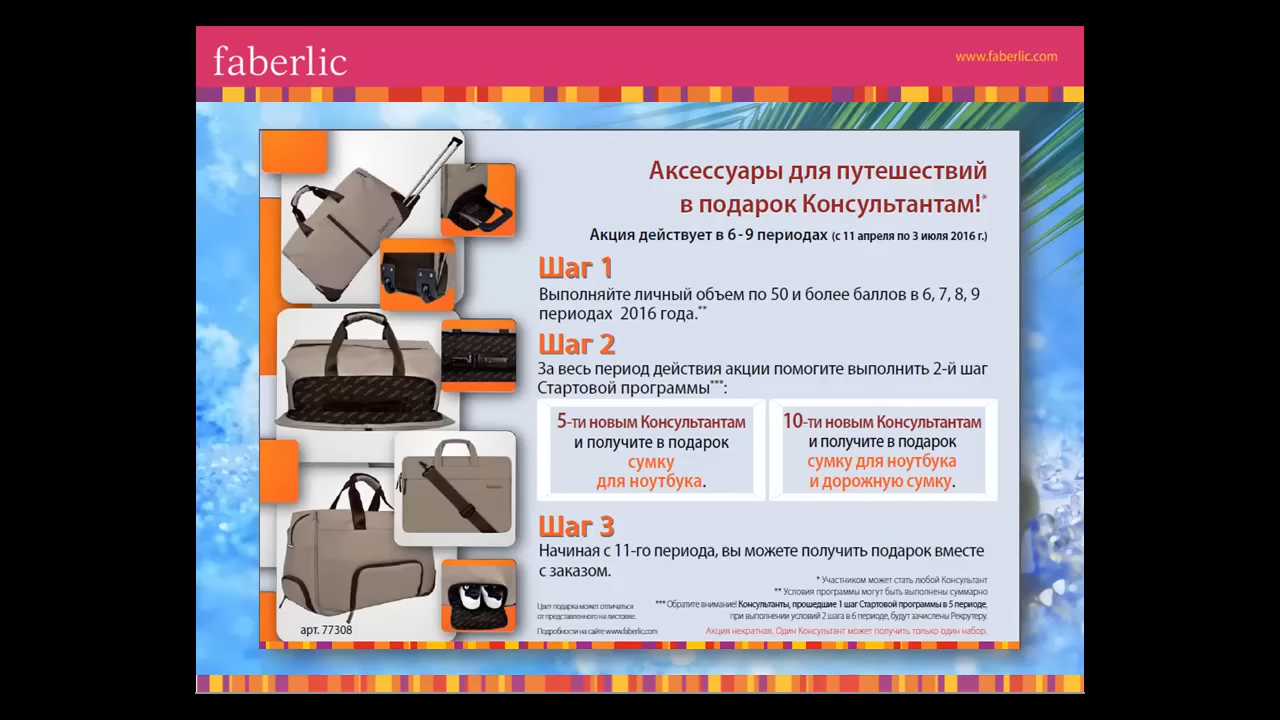 faberlic
www.faberlic.com
Аксессуары для путешествий
в подарок Консультантам!*
Акция действует в 6-9 периодах (с 11 апреля по 3 июля 2016 г.)
Шаг 1
Выполняйте личный объем по 50 и более баллов в 6, 7, 8, 9
периодах 2016 года.**
Шаг 2
За весь период действия акции помогите выполнить 2-й шаг
Стартовой программы***:
5-ти новым Консультантам
и получите в подарок
сумку
для ноутбука.
10-ти новым Консультантам
и получите в подарок
сумку для ноутбука
и дорожную сумку.
Шаг 3
Начиная с 11-го периода, вы можете получить подарок вместе
с заказом.
* Участником может стать любой Консультант
** Условия программы могут быть выполнены суммарно
*** Обратите внимание! Консультанты, прошедшие 1 шаг Стартовой программы в 5 периоде,
при выполнении условий 2 шага в 6 периоде, будут зачислены Рекрутеру.
Акция некратная. Один Консультант может получить только один набор.
Цвет подарка может отличаться
от представленного на листовке.
Подробности на сайте www.faberlic.com
арт. 77308